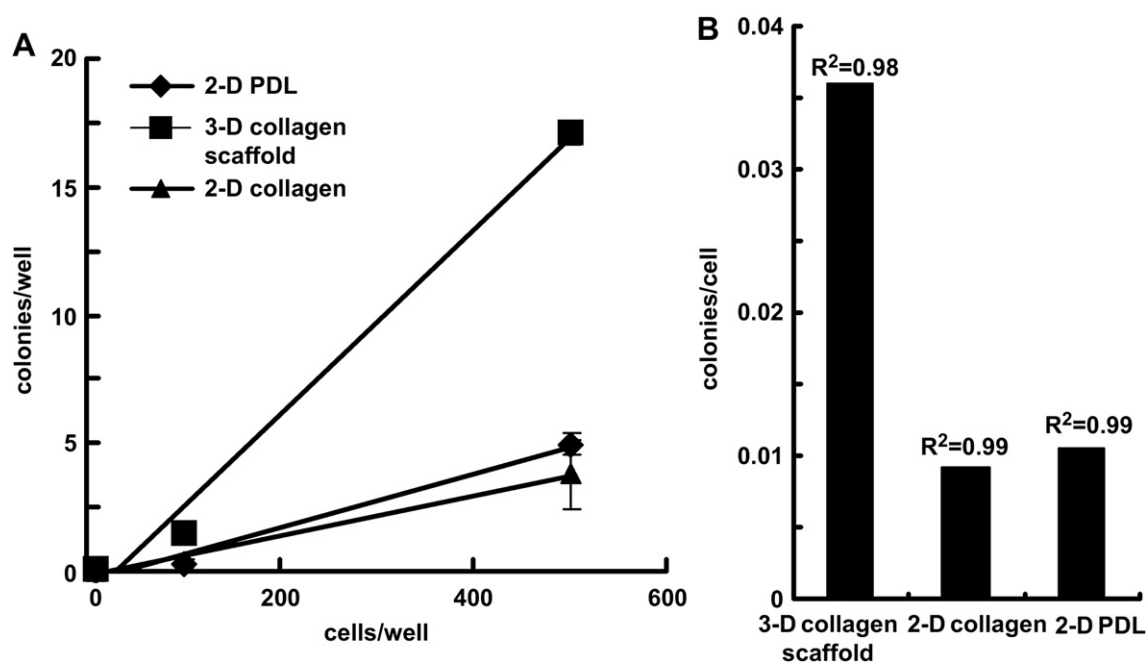 A
20
15
10
5
0
colonies/well
2-D PDL
3-D collagen
scaffold
2-D collagen
0
200
400
600
cells/well
B
0.04
0.03
0.02
0.01
0
colonies/cell
R²=0.98
R²=0.99
R²=0.99
3-D collagen
scaffold
2-D collagen
2-D PDL